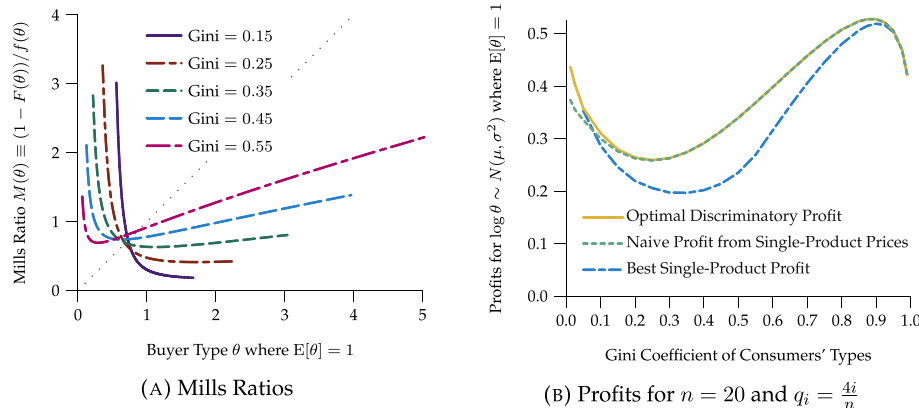 Mills Ratio M(θ) ≡ (1 − F(θ))/f(θ)
4
3
2
1
0
0 1 2 3 4 5
Gini = 0.15
Gini = 0.25
Gini = 0.35
Gini = 0.45
Gini = 0.55
Buyer Type θ where E[θ] = 1
(A) Mills Ratios
Profits for log θ ∼ N(μ, σ²) where E[θ] = 1
0.5
0.4
0.3
0.2
0.1
0.0
0.0 0.1 0.2 0.3 0.4 0.5 0.6 0.7 0.8 0.9 1.0
Optimal Discriminatory Profit
Naive Profit from Single-Product Prices
Best Single-Product Profit
Gini Coefficient of Consumers' Types
(B) Profits for n = 20 and qᵢ = 4i/n